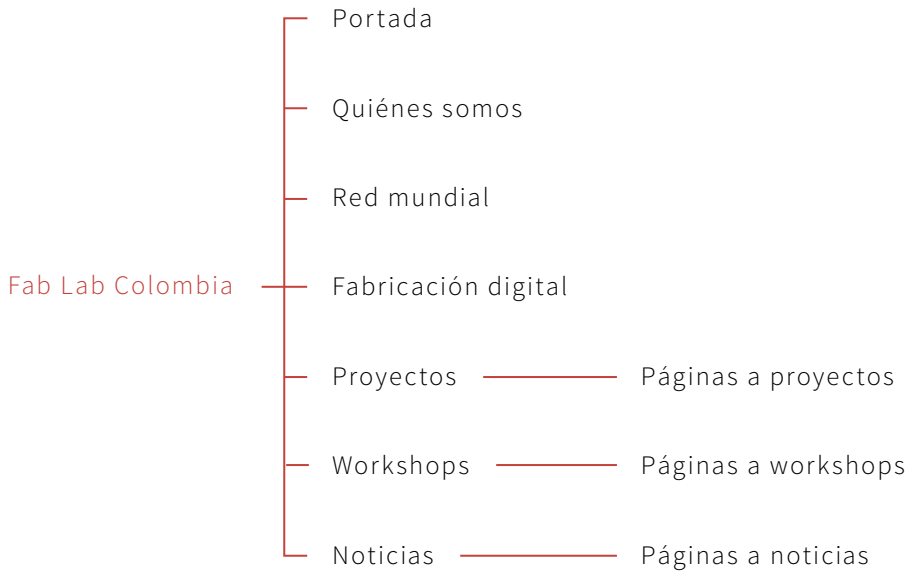 Portada
Quiénes somos
Red mundial
Fab Lab Colombia
Fabricación digital
Proyectos
Páginas a proyectos
Workshops
Páginas a workshops
Noticias
Páginas a noticias